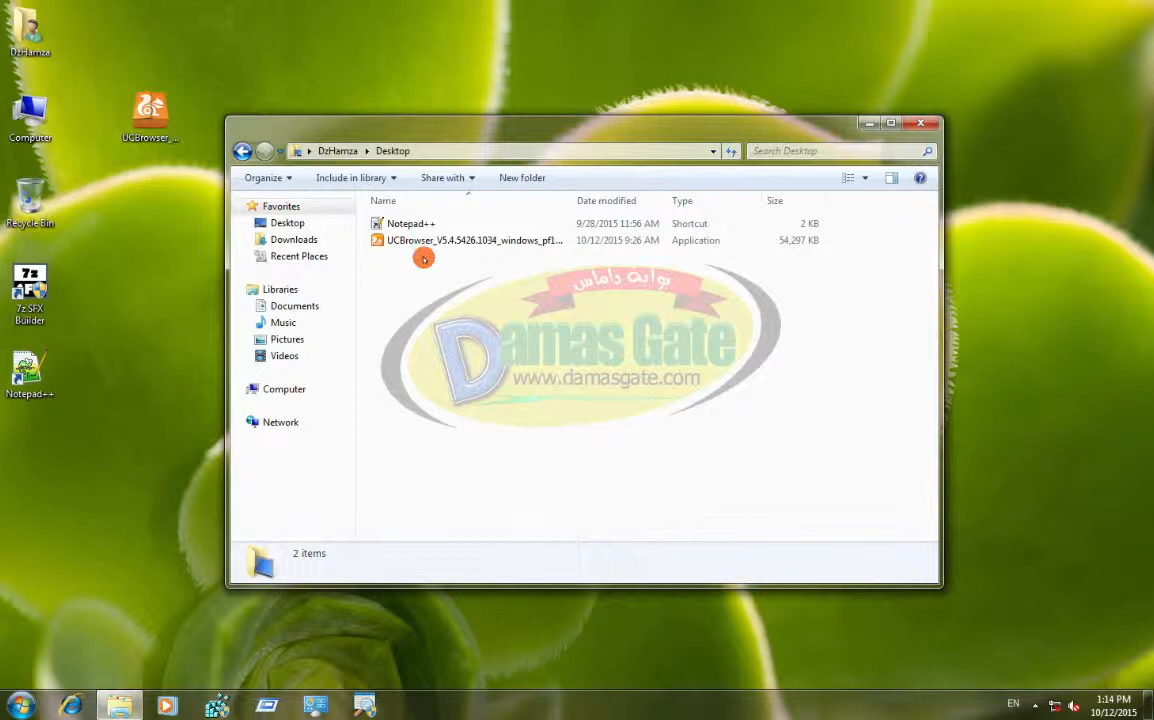 DzHamza
Computer
UCBrowser_...
Recycle Bin
7z SFX
Builder
Notepad++
DzHamza
Desktop
Search Desktop
Organize
Include in library
Share with
New folder
Name
Date modified
Type
Size
Notepad++
9/28/2015 11:56 AM
Shortcut
2 KB
UCBrowser_V5.4.5426.1034_windows_pf1...
10/12/2015 9:26 AM
Application
54,297 KB
Favorites
Desktop
Downloads
Recent Places
Libraries
Documents
Music
Pictures
Videos
Computer
Network
بوابة داماس
Damas Gate
www.damasgate.com
2 items
EN
1:14 PM
10/12/2015